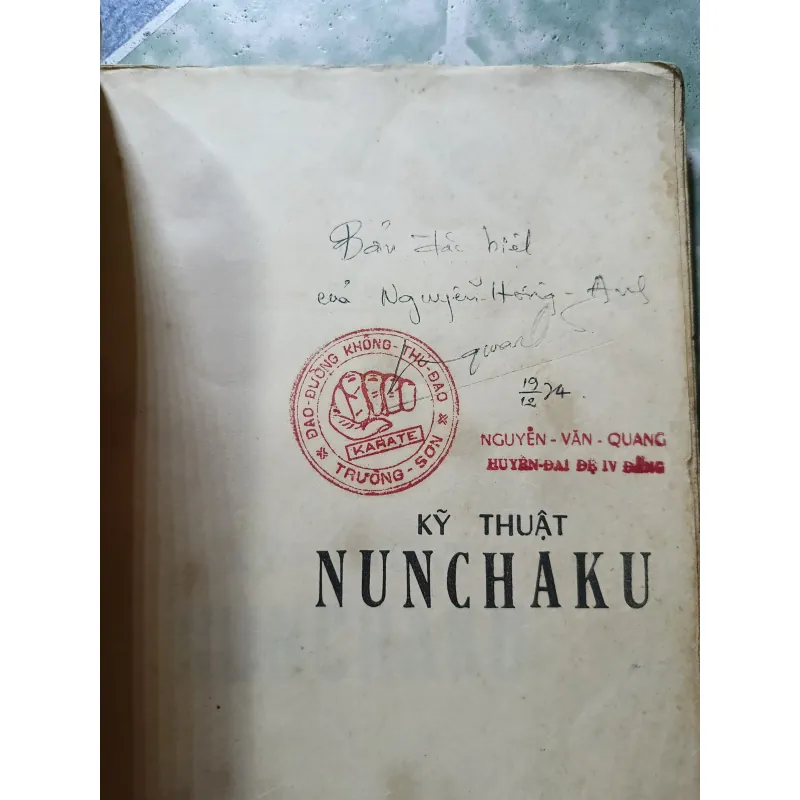 Bản đặc biệt
của Nguyễn-Hồng-Anh
quang
19/12 74.
ĐẠO-ĐƯỜNG KHÔNG-THỦ-ĐẠO
KARATE
TRƯỜNG-SƠN
NGUYỄN-VĂN-QUANG
HUYỀN-ĐAI ĐỆ IV ĐẲNG
KỸ THUẬT
NUNCHAKU